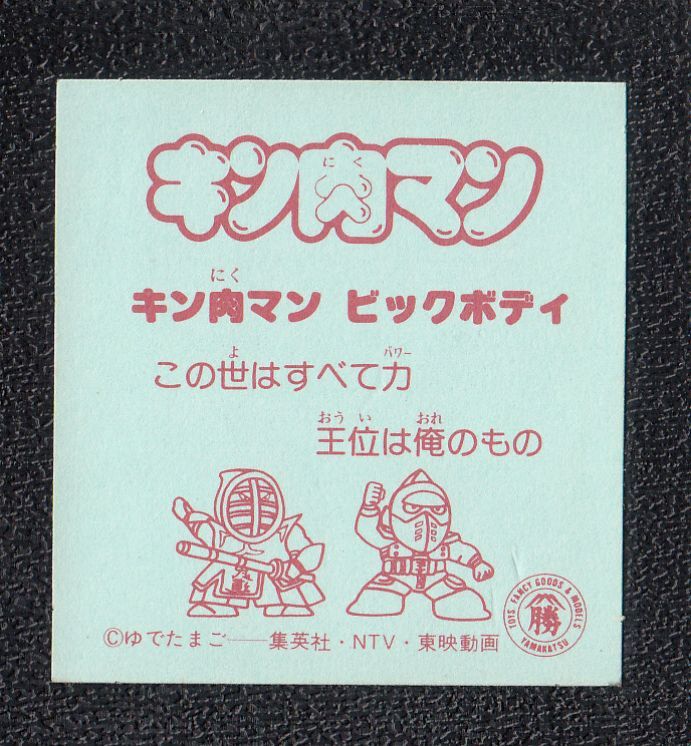 キン肉マン
にく
キン肉マン ビックボディ
にく
この世はすべて力
よ パワー
王位は俺のもの
おうい おれ
©ゆでたまご――集英社・NTV・東映動画
TOYS・FANCY GOODS & MODELS
勝
YAMAKATSU